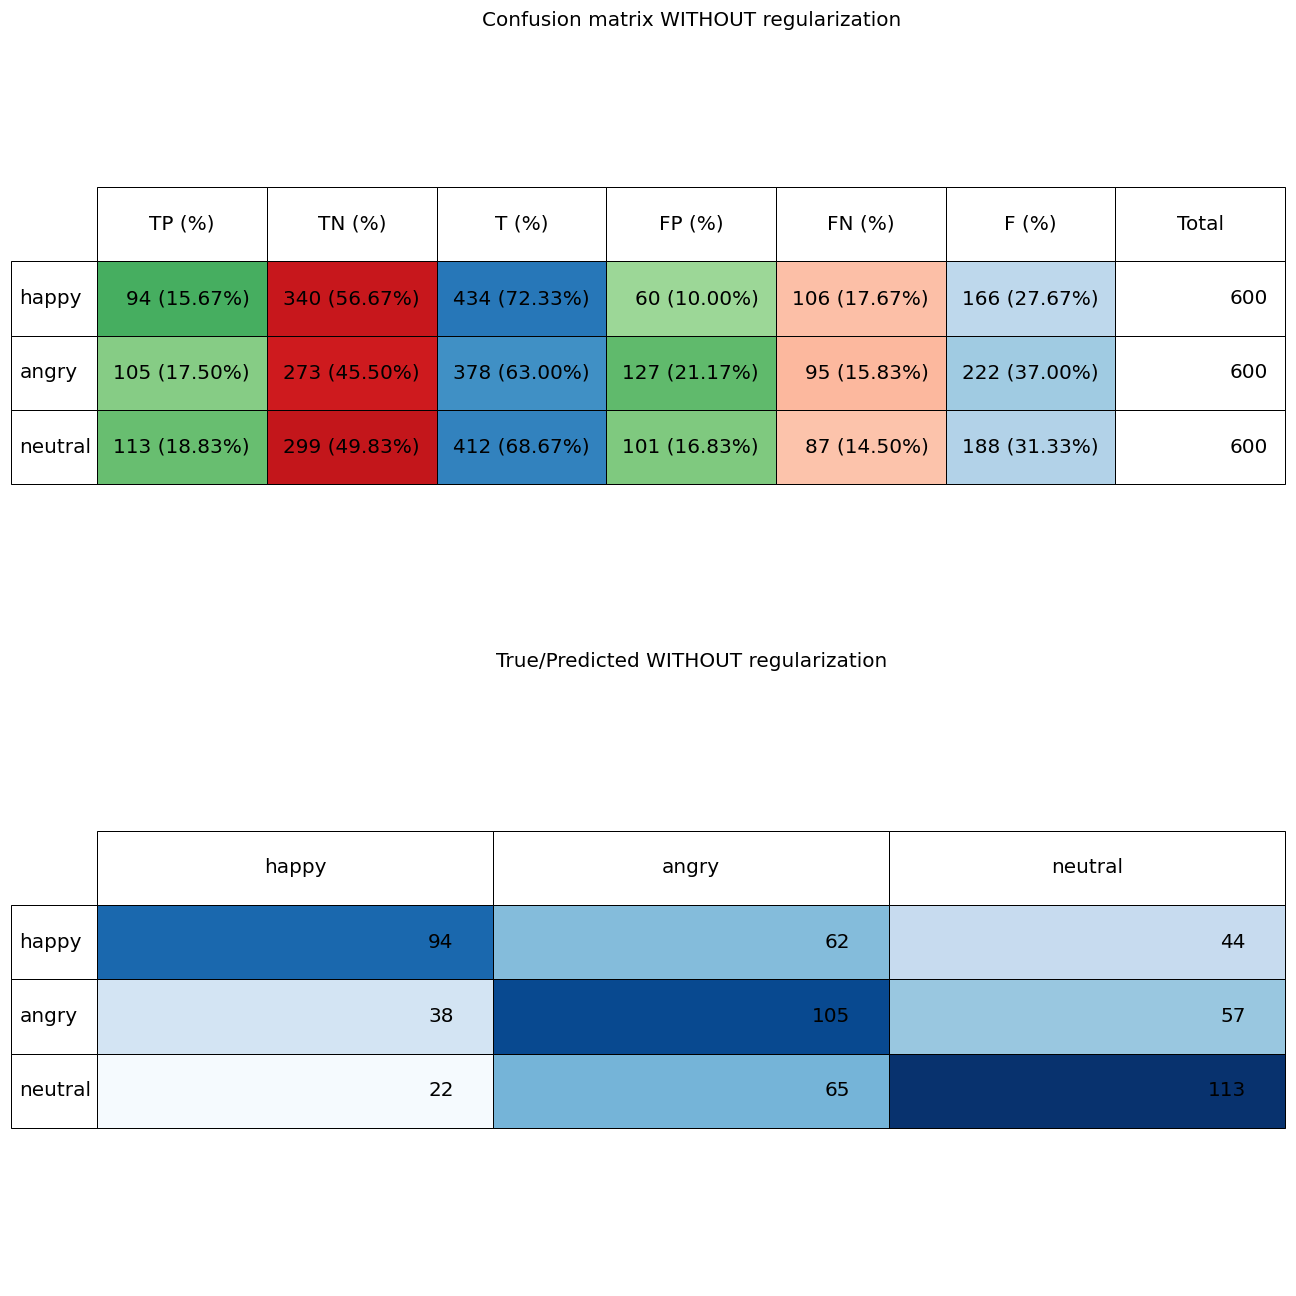 Confusion matrix WITHOUT regularization
TP (%) TN (%) T (%) FP (%) FN (%) F (%) Total
happy 94 (15.67%) 340 (56.67%) 434 (72.33%) 60 (10.00%) 106 (17.67%) 166 (27.67%) 600
angry 105 (17.50%) 273 (45.50%) 378 (63.00%) 127 (21.17%) 95 (15.83%) 222 (37.00%) 600
neutral 113 (18.83%) 299 (49.83%) 412 (68.67%) 101 (16.83%) 87 (14.50%) 188 (31.33%) 600
True/Predicted WITHOUT regularization
happy angry neutral
happy 94 62 44
angry 38 105 57
neutral 22 65 113